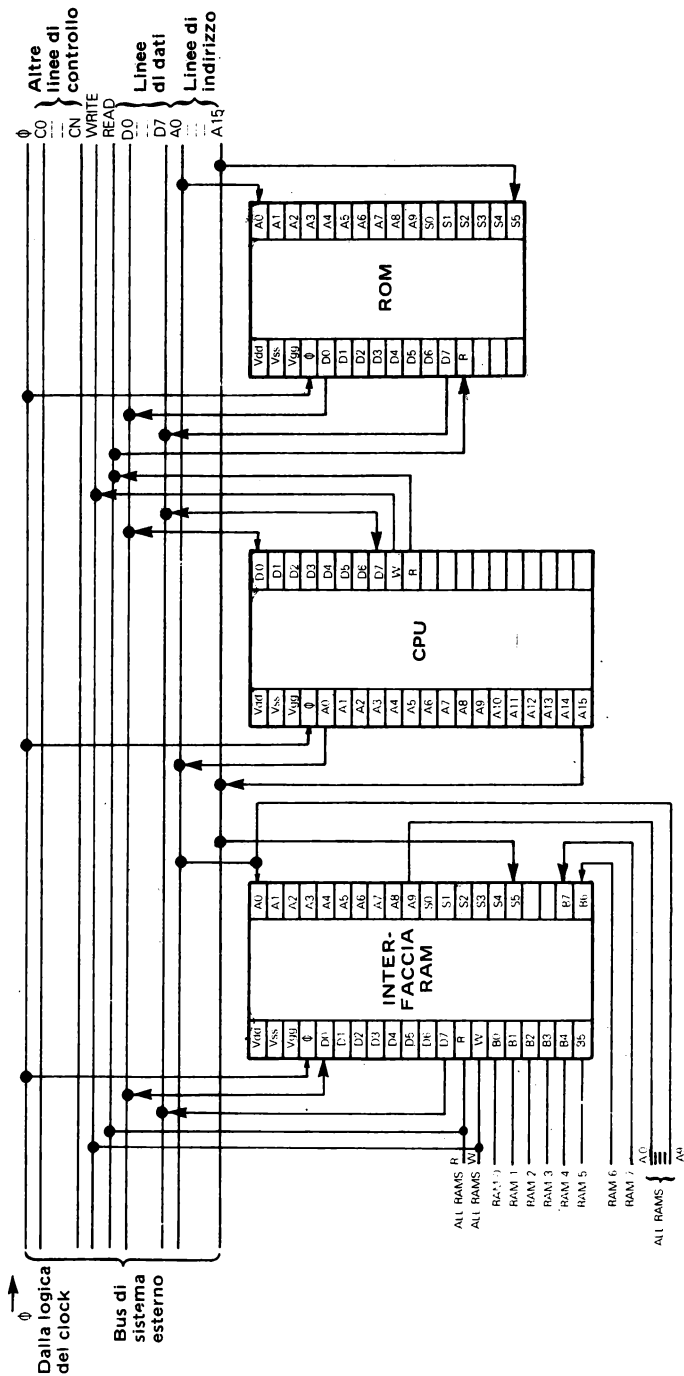 Altre
linee di
controllo
Linee
di dati
Linee di
indirizzo
Φ
C0
CN
WRITE
READ
D0
D7
A0
A15
ROM
Vdd
Vss
Vgg
Φ
D0
D1
D2
D3
D4
D5
D6
D7
R
A0
A1
A2
A3
A4
A5
A6
A7
A8
A9
S0
S1
S2
S3
S4
S5
CPU
Vdd
Vss
Vgg
Φ
A0
A1
A2
A3
A4
A5
A6
A7
A8
A9
A10
A11
A12
A13
A14
A15
D0
D1
D2
D3
D4
D5
D6
D7
W
R
INTER-
FACCIA
RAM
Vdd
Vss
Vgg
Φ
D0
D1
D2
D3
D4
D5
D6
D7
R
W
B0
B1
B2
B3
B4
B5
A0
A1
A2
A3
A4
A5
A6
A7
A8
A9
S0
S1
S2
S3
S4
S5
B7
B6
ALL RAMS R
ALL RAMS W
RAM 0
RAM 1
RAM 2
RAM 3
RAM 4
RAM 5
RAM 6
RAM 7
ALL RAMS
A0
A9
Φ
Dalla logica
del clock
Bus di
sistema
esterno